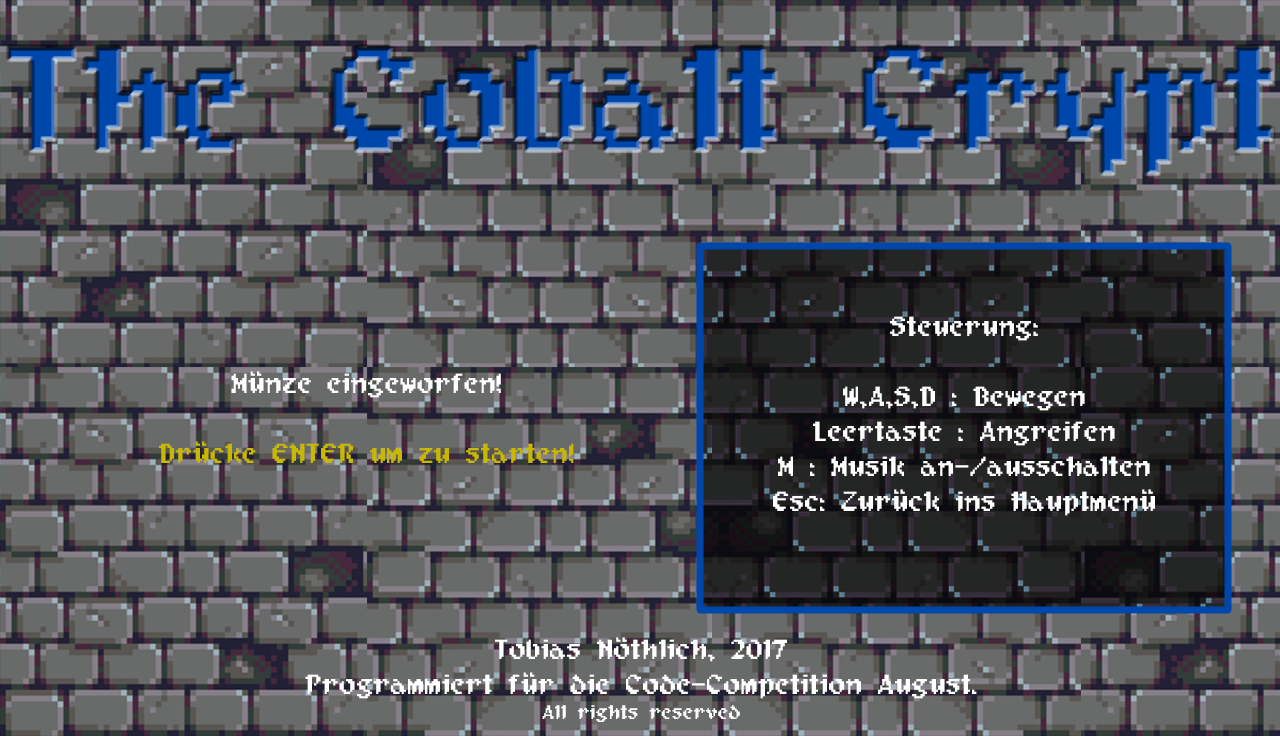 The Cobalt Crypt
Münze eingeworfen!
Drücke ENTER um zu starten!
Steuerung:
W,A,S,D : Bewegen
Leertaste : Angreifen
M : Musik an-/ausschalten
Esc: Zurück ins Hauptmenü
Tobias Nöthlich, 2017
Programmiert für die Code-Competition August.
All rights reserved